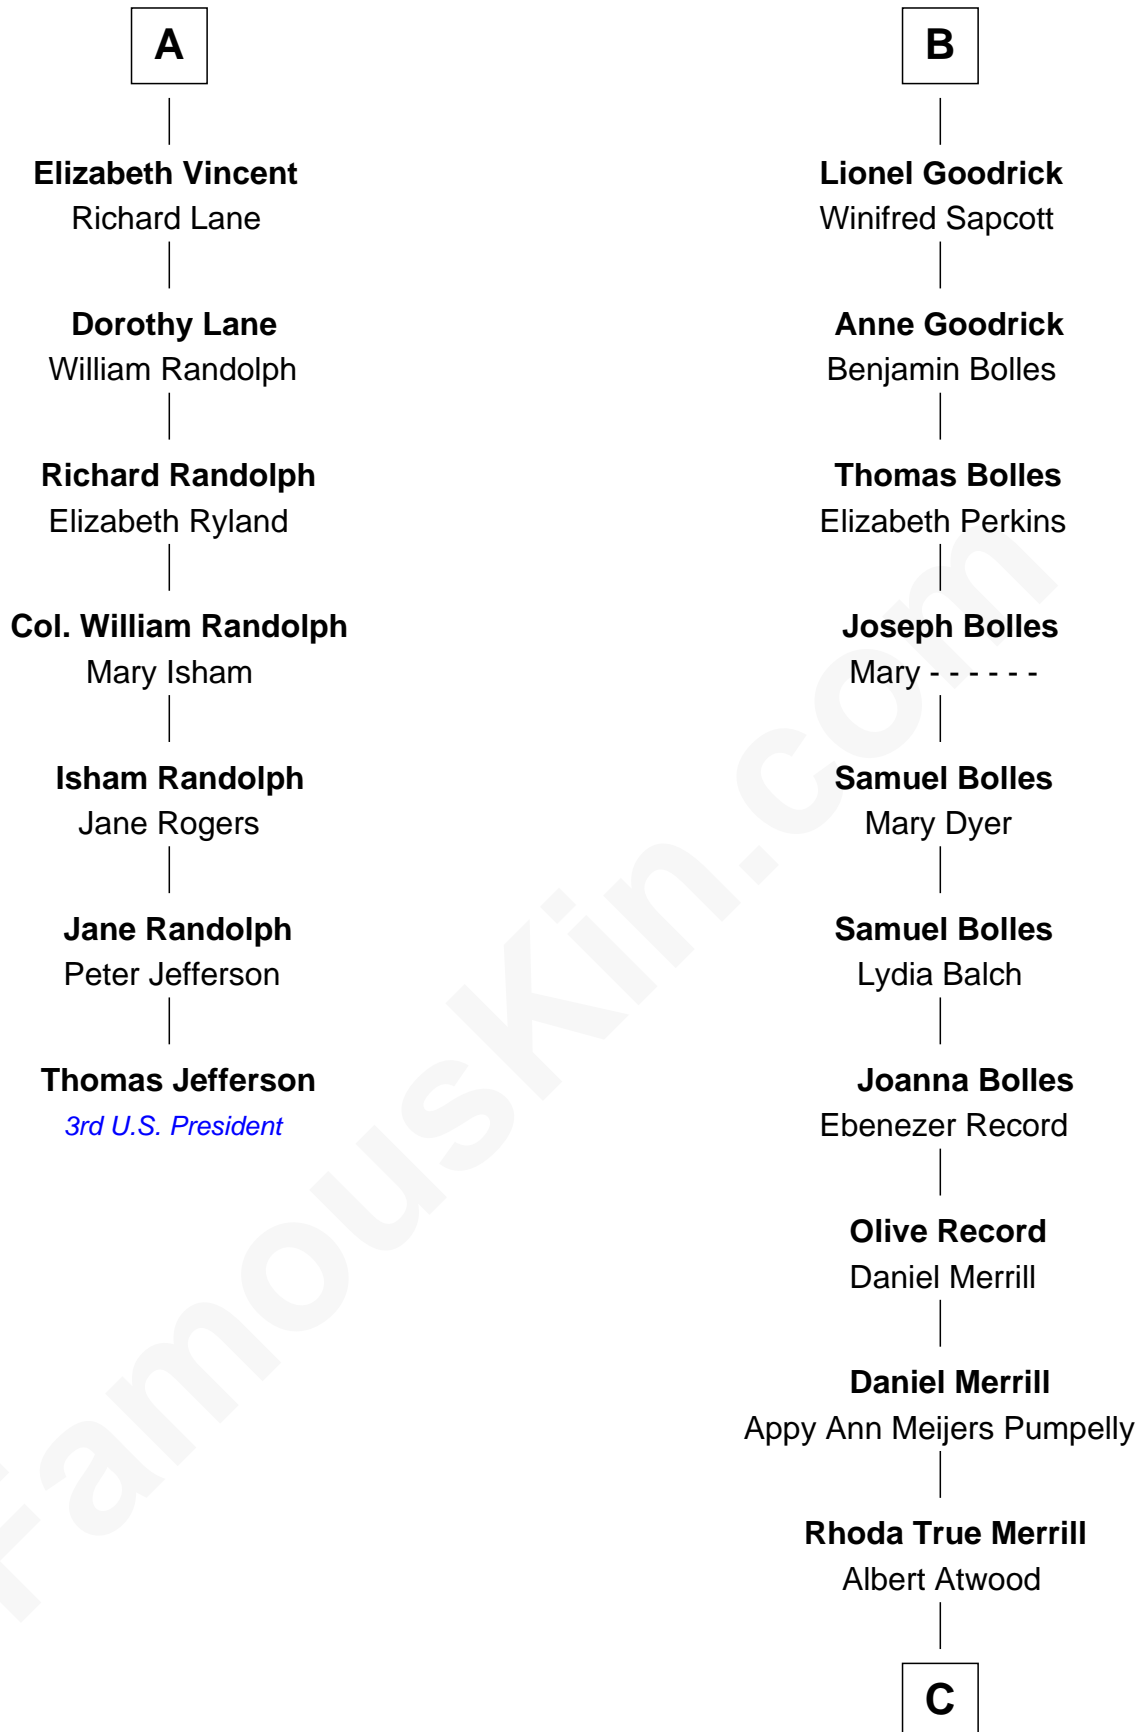 A
Elizabeth Vincent
Richard Lane
Dorothy Lane
William Randolph
Richard Randolph
Elizabeth Ryland
Col. William Randolph
Mary Isham
Isham Randolph
Jane Rogers
Jane Randolph
Peter Jefferson
Thomas Jefferson
3rd U.S. President
B
Lionel Goodrick
Winifred Sapcott
Anne Goodrick
Benjamin Bolles
Thomas Bolles
Elizabeth Perkins
Joseph Bolles
Mary - - - - - -
Samuel Bolles
Mary Dyer
Samuel Bolles
Lydia Balch
Joanna Bolles
Ebenezer Record
Olive Record
Daniel Merrill
Daniel Merrill
Appy Ann Meijers Pumpelly
Rhoda True Merrill
Albert Atwood
C
FamousKin.com